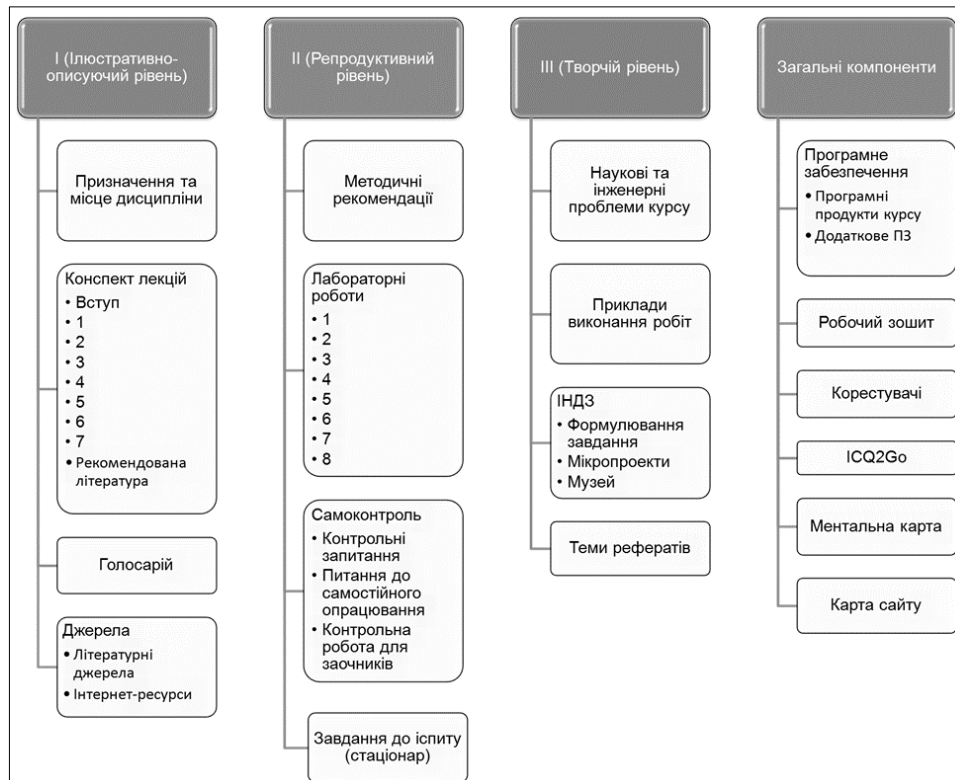 І (Ілюстративно-
описуючий рівень)
Призначення та
місце дисципліни
Конспект лекцій
• Вступ
• 1
• 2
• 3
• 4
• 5
• 6
• 7
• Рекомендована
література
Голосарій
Джерела
• Літературні
джерела
• Інтернет-ресурси
ІІ (Репродуктивний
рівень)
Методичні
рекомендації
Лабораторні
роботи
• 1
• 2
• 3
• 4
• 5
• 6
• 7
• 8
Самоконтроль
• Контрольні
запитання
• Питання до
самостійного
опрацювання
• Контрольна
робота для
заочників
Завдання до іспиту
(стаціонар)
ІІІ (Творчій рівень)
Наукові та
інженерні
проблеми курсу
Приклади
виконання робіт
ІНДЗ
• Формулювання
завдання
• Мікропроекти
• Музей
Теми рефератів
Загальні компоненти
Програмне
забезпечення
• Програмні
продукти курсу
• Додаткове ПЗ
Робочий зошит
Корестувачі
ICQ2Go
Ментальна карта
Карта сайту